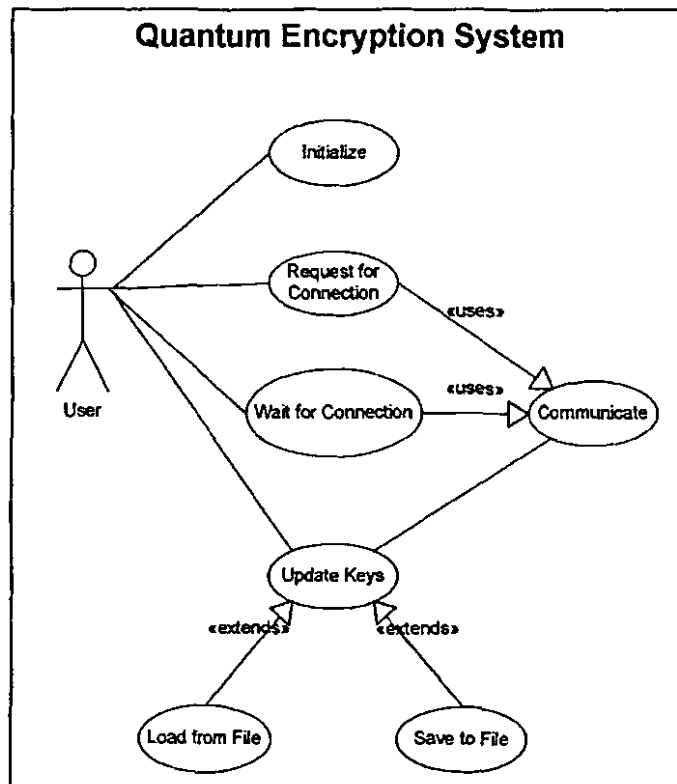 Quantum Encryption System
Initialize
Request for
Connection
«uses»
«uses»
User
Wait for Connection
Communicate
Update Keys
«extends»
«extends»
Load from File
Save to File